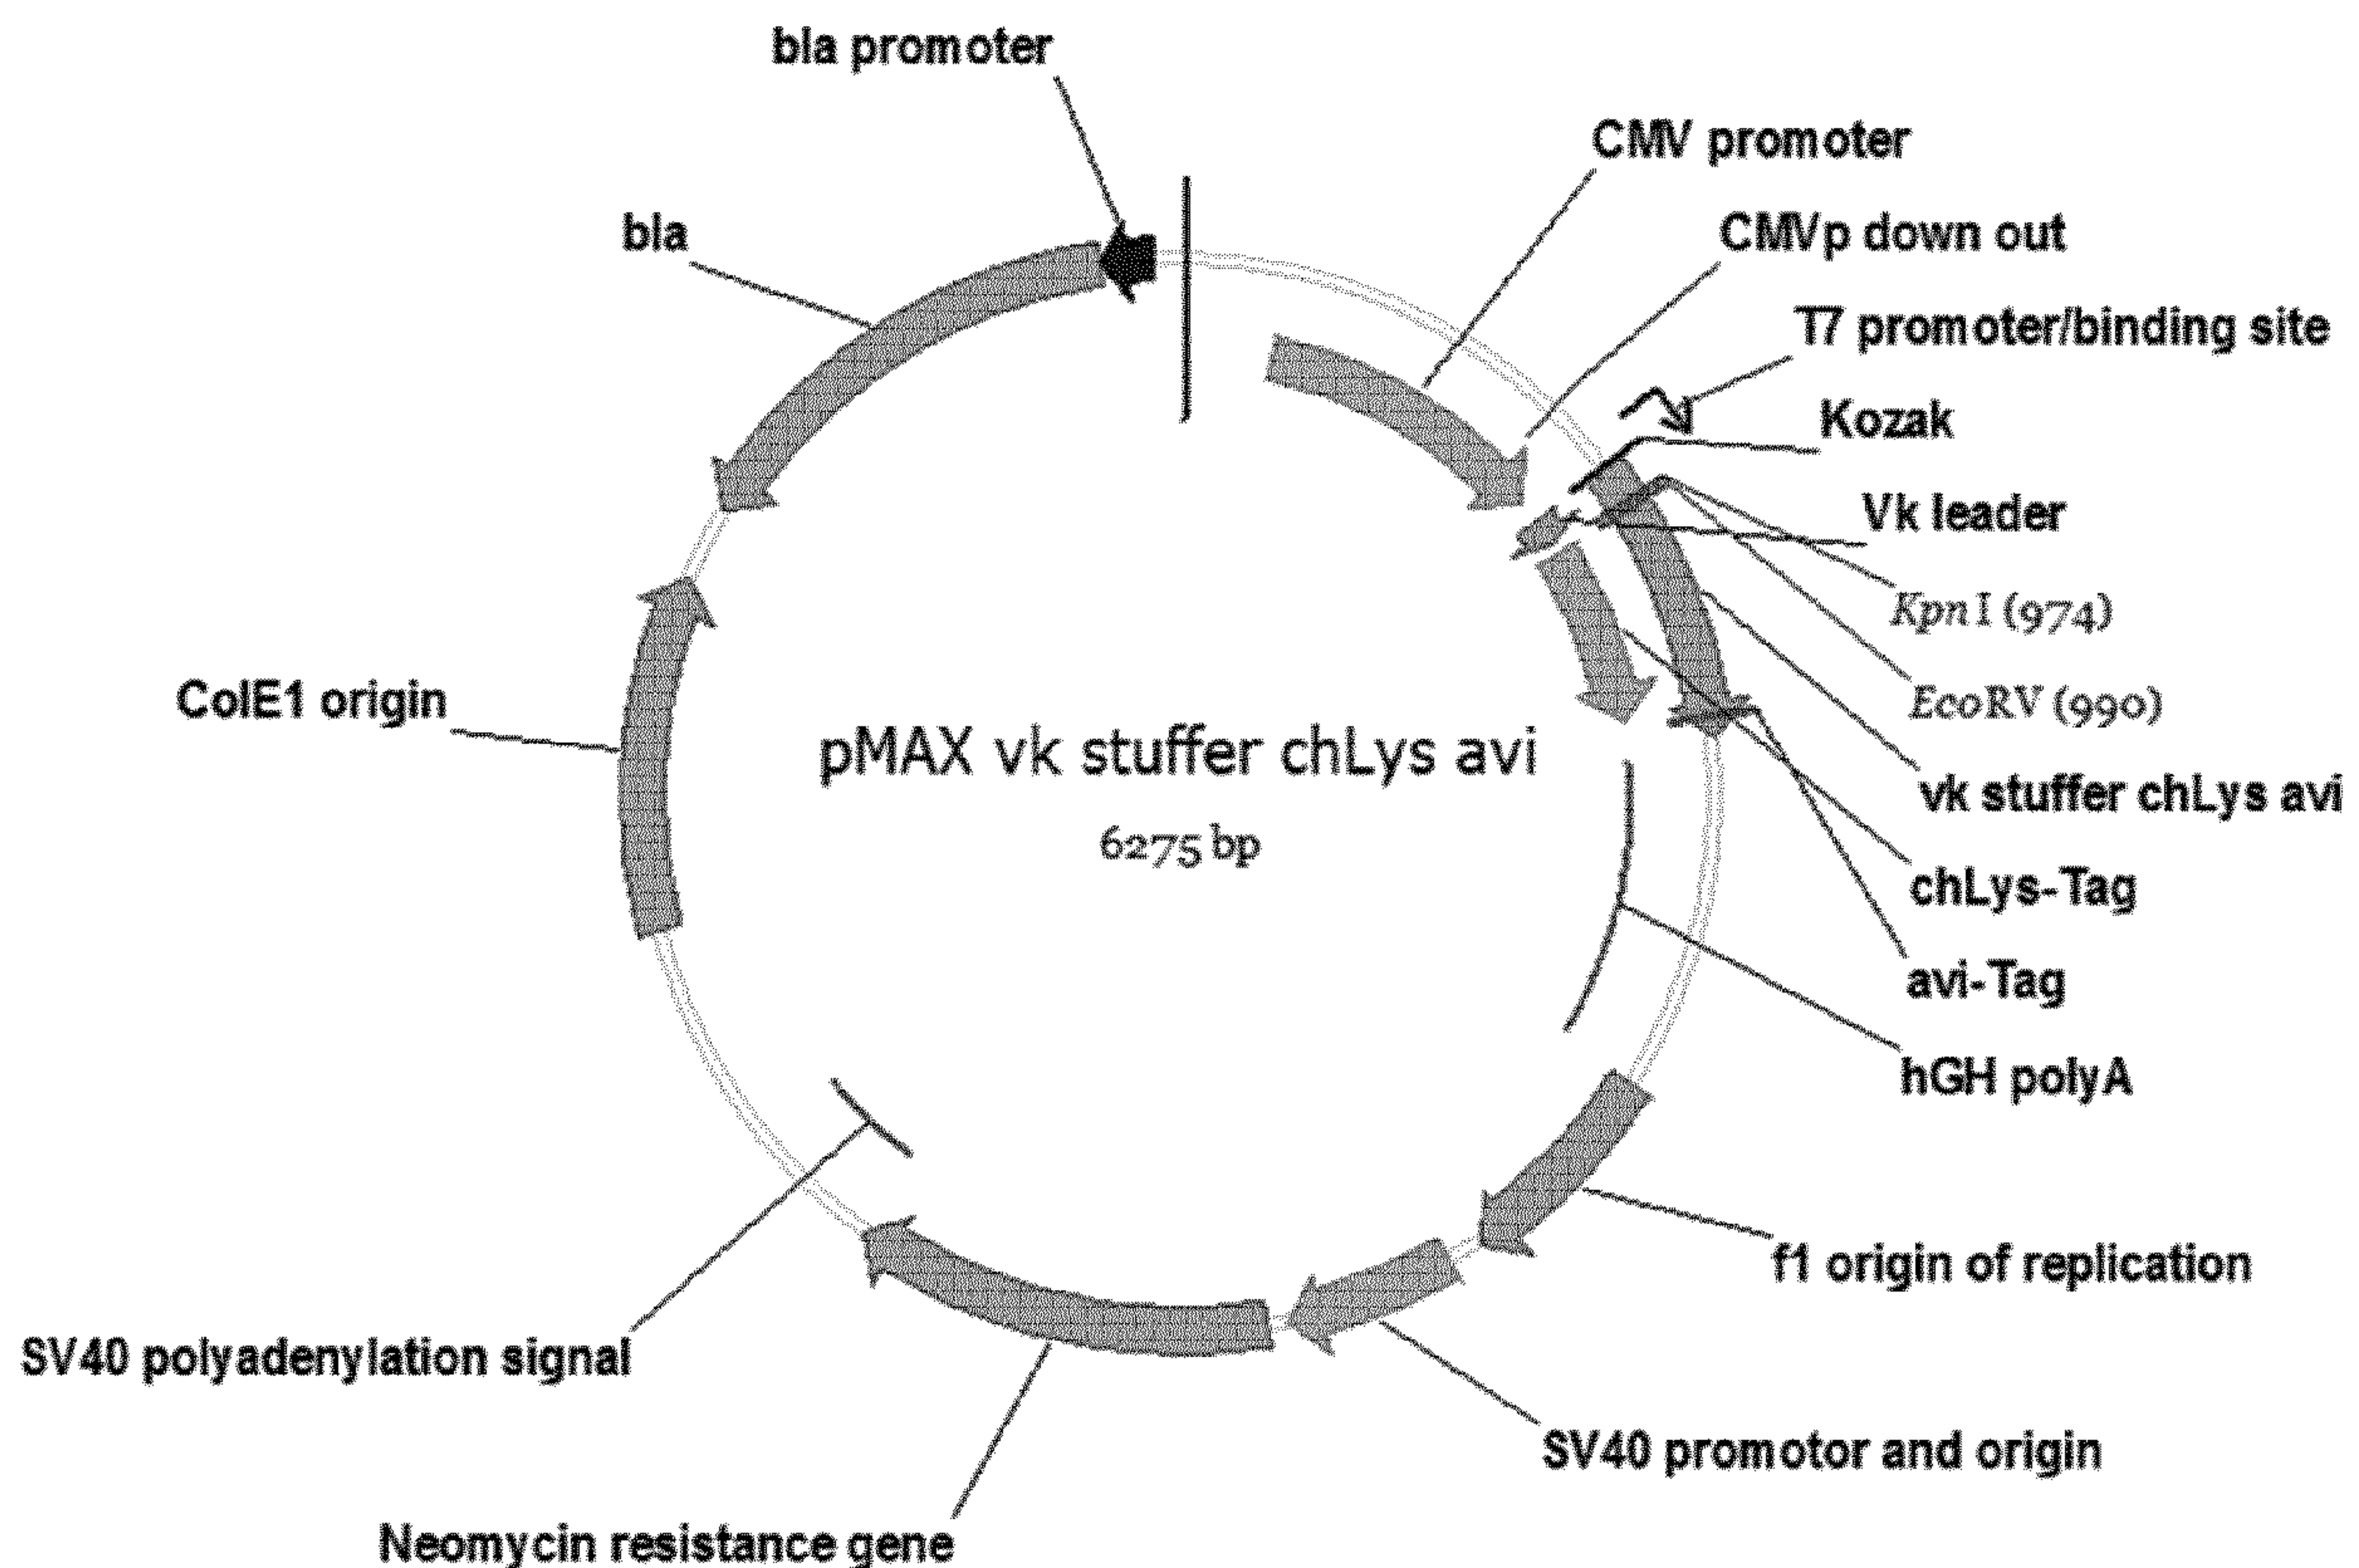 bla promoter
CMV promoter
bla
CMVp down out
T7 promoter/binding site
Kozak
Vk leader
KpnI (974)
ColE1 origin
EcoRV (990)
pMAX vk stuffer chLys avi
vk stuffer chLys avi
6275 bp
chLys-Tag
avi-Tag
hGH polyA
f1 origin of replication
SV40 polyadenylation signal
SV40 promotor and origin
Neomycin resistance gene